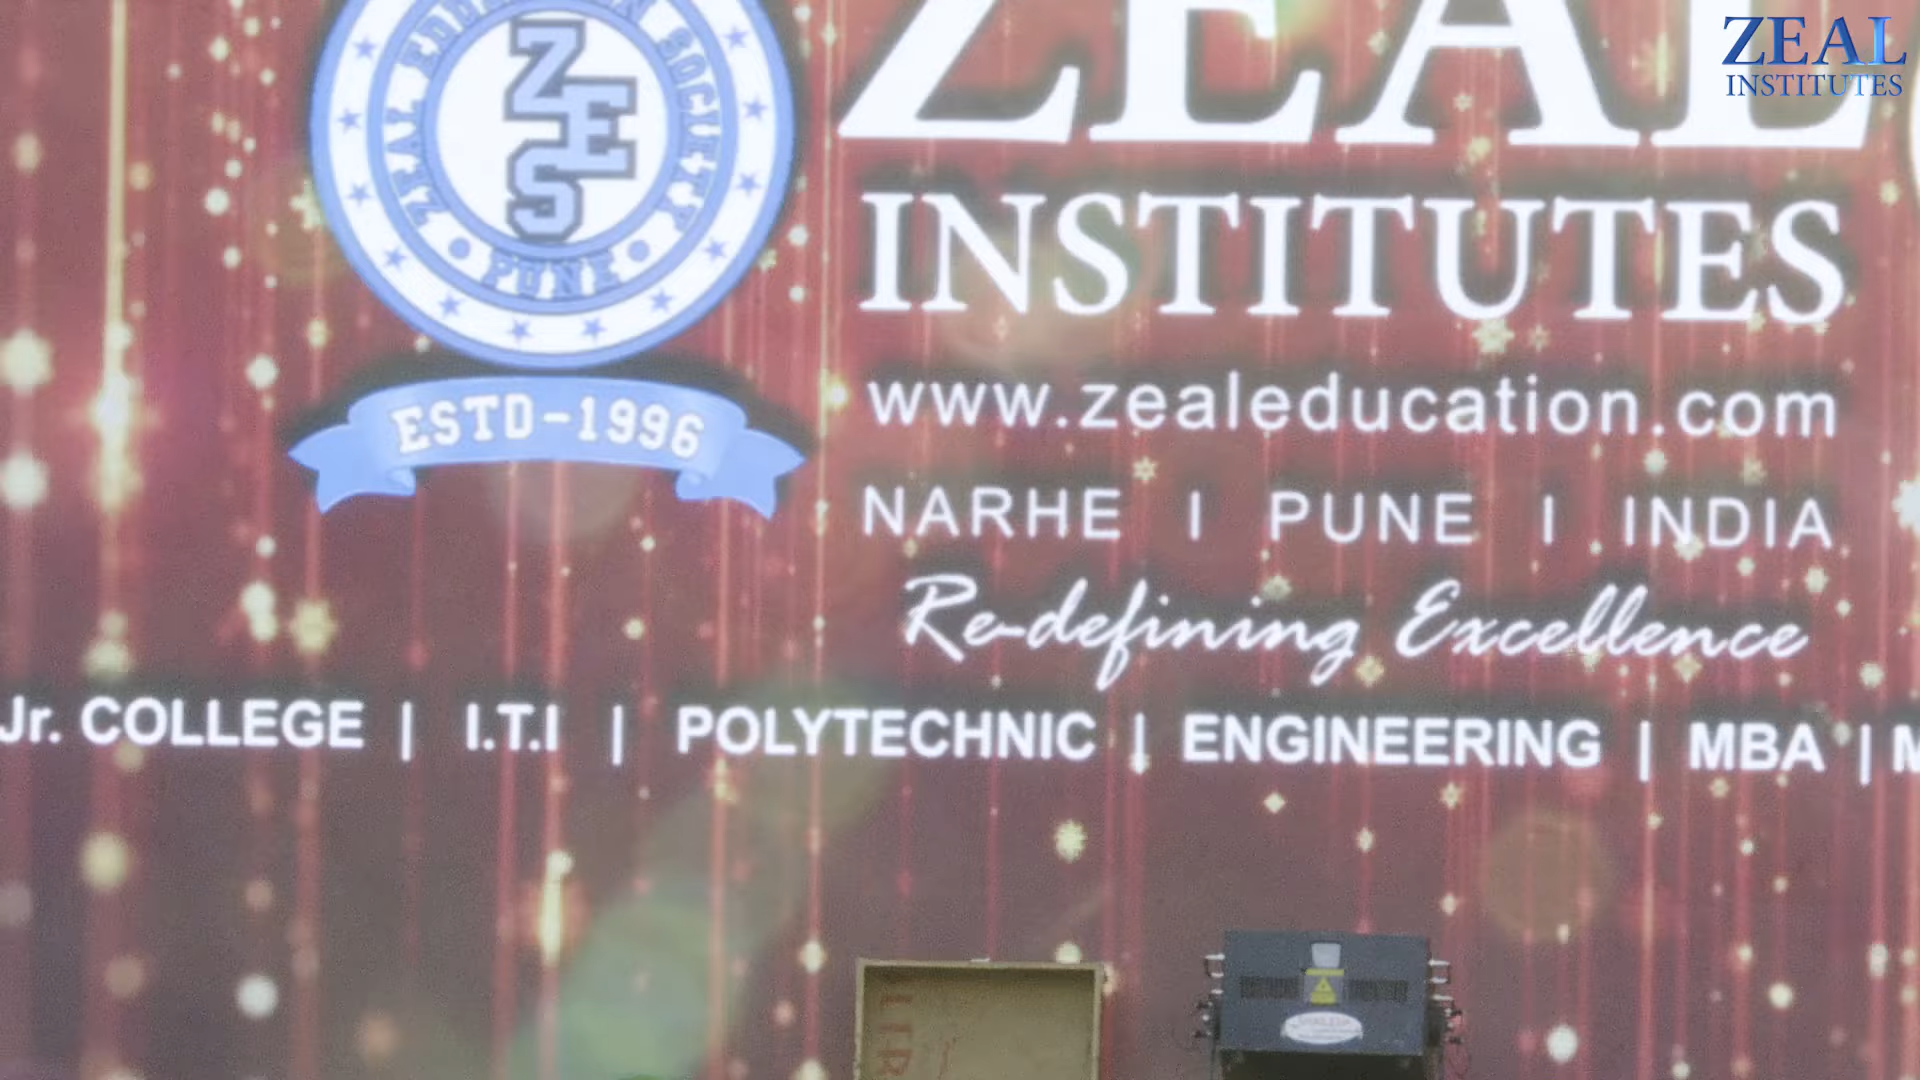 ZEAL
INSTITUTES
ZEAL EDUCATION SOCIETY
ZES
PUNE
ESTD-1996
ZEAL
INSTITUTES
www.zealeducation.com
NARHE | PUNE | INDIA
Re-defining Excellence
Jr. COLLEGE | I.T.I | POLYTECHNIC | ENGINEERING | MBA | M